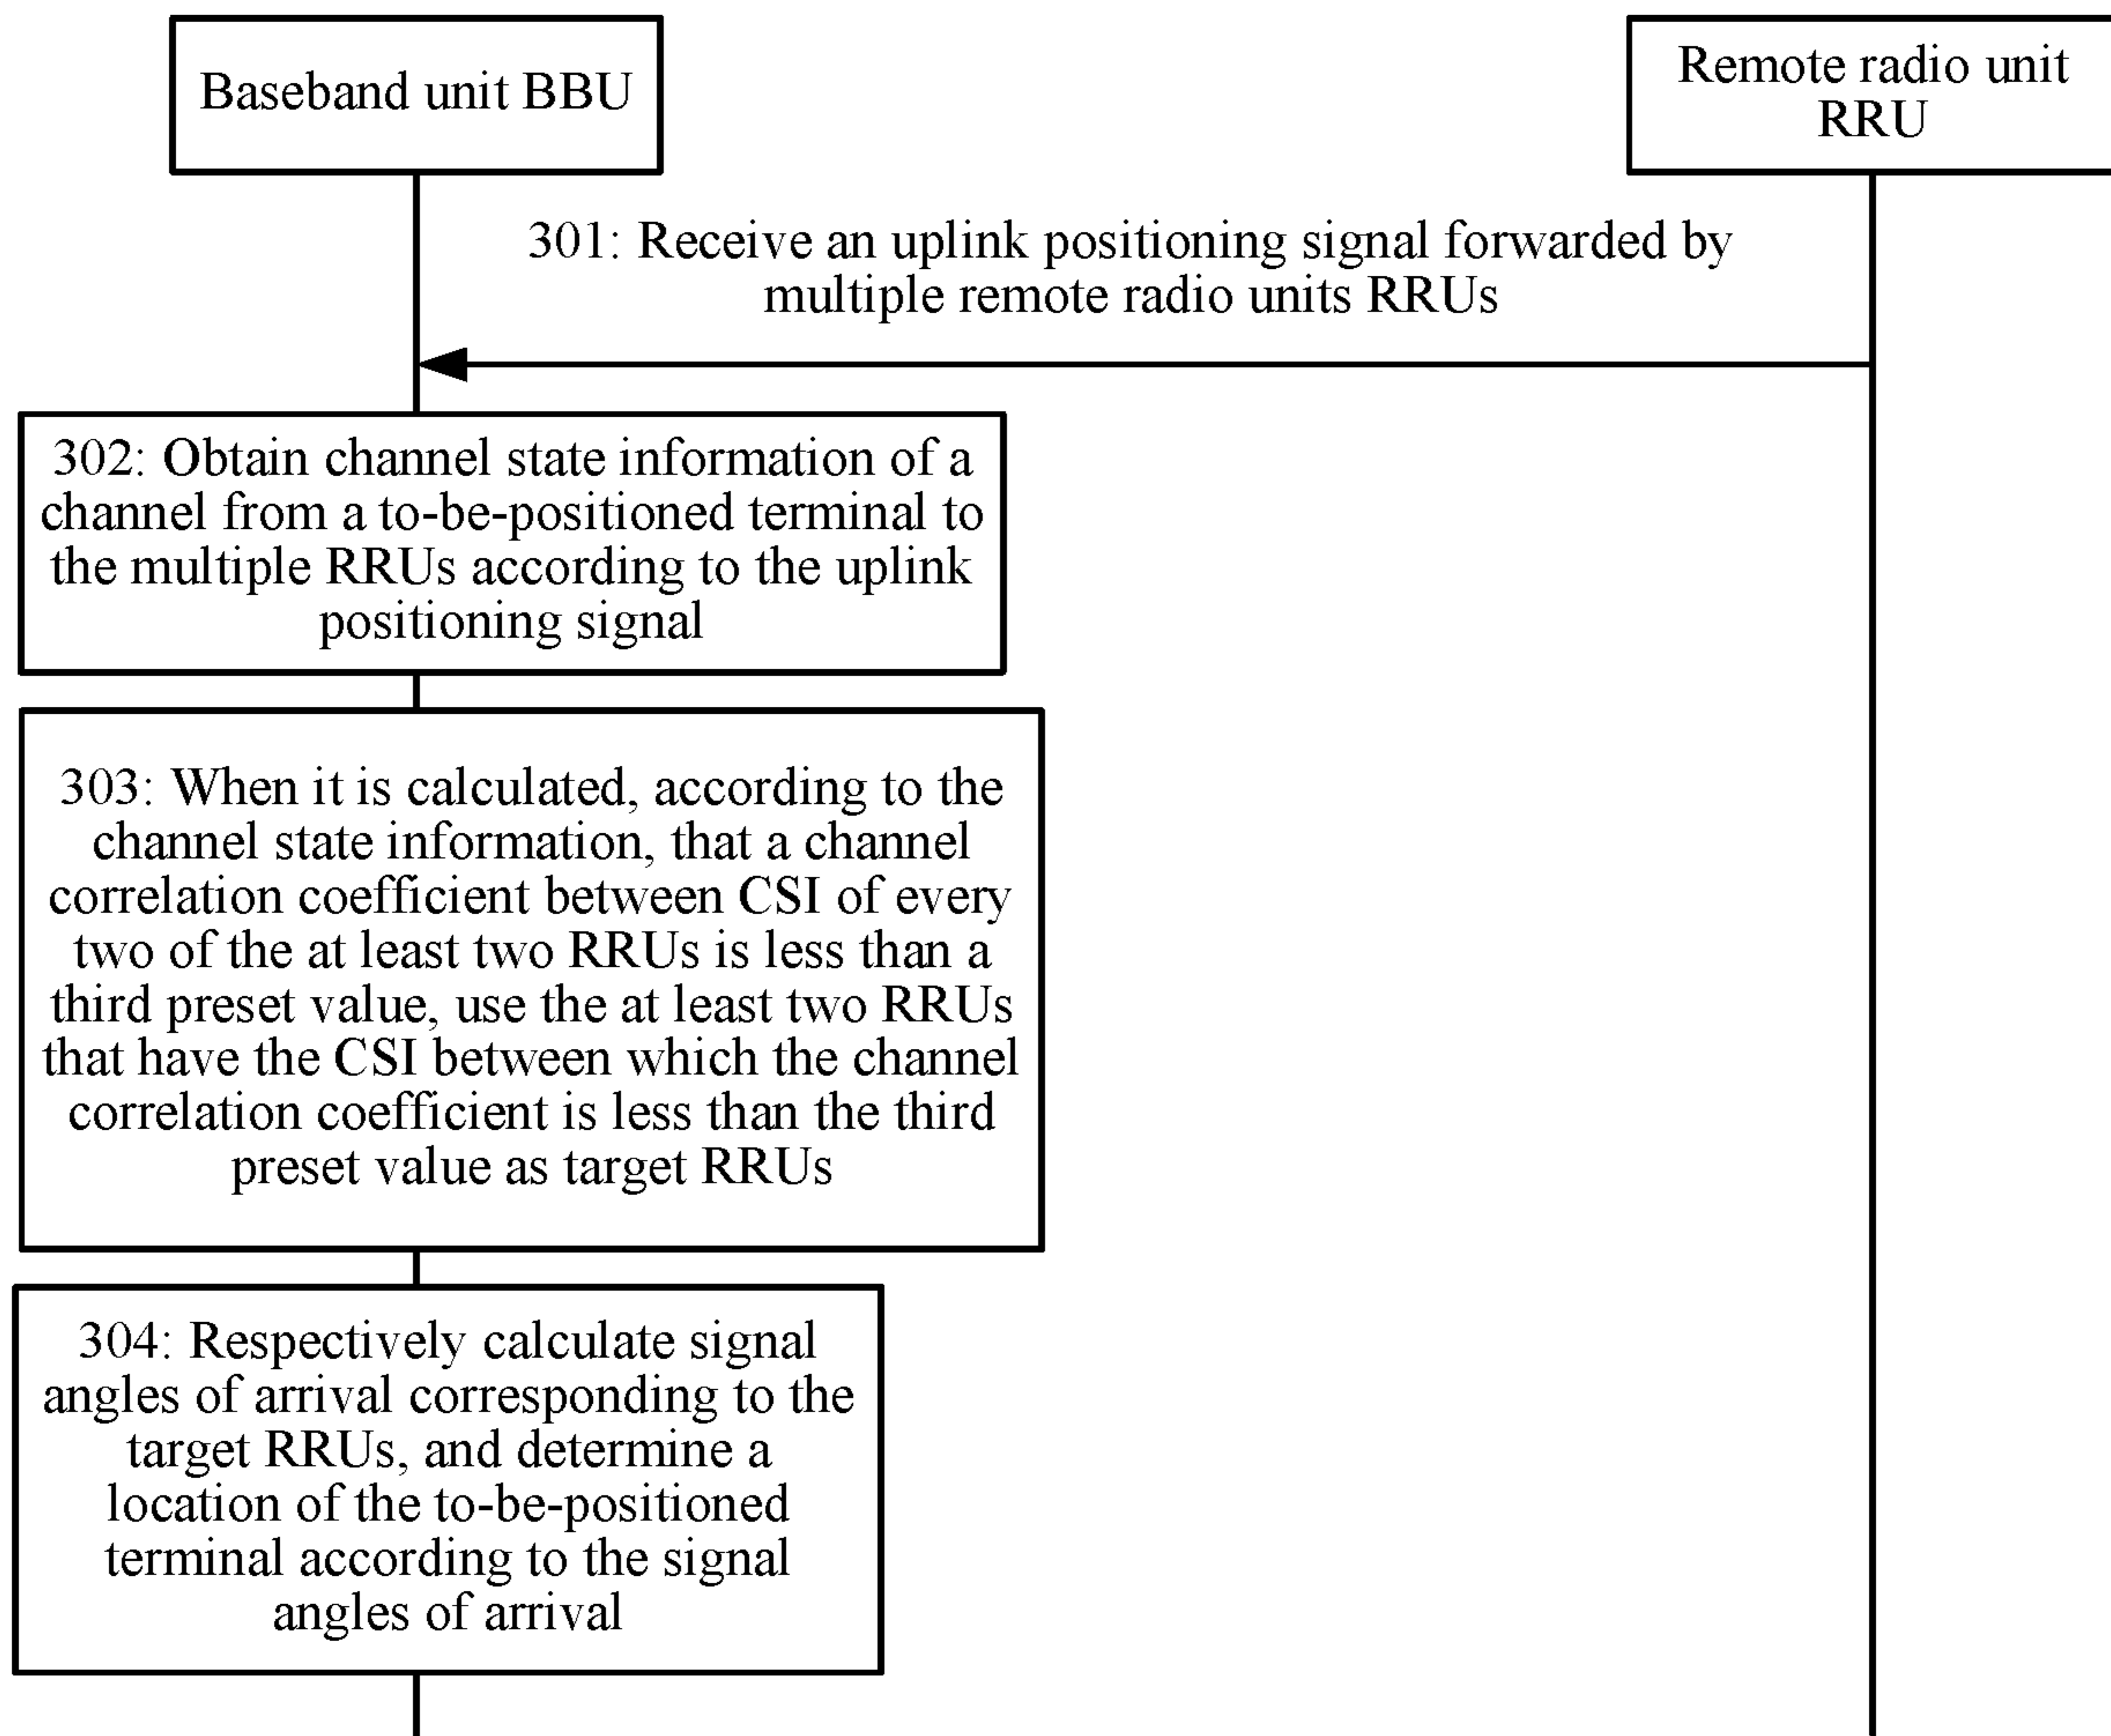 Baseband unit BBU
Remote radio unit
RRU
301: Receive an uplink positioning signal forwarded by
multiple remote radio units RRUs
302: Obtain channel state information of a
channel from a to-be-positioned terminal to
the multiple RRUs according to the uplink
positioning signal
303: When it is calculated, according to the
channel state information, that a channel
correlation coefficient between CSI of every
two of the at least two RRUs is less than a
third preset value, use the at least two RRUs
that have the CSI between which the channel
correlation coefficient is less than the third
preset value as target RRUs
304: Respectively calculate signal
angles of arrival corresponding to the
target RRUs, and determine a
location of the to-be-positioned
terminal according to the signal
angles of arrival